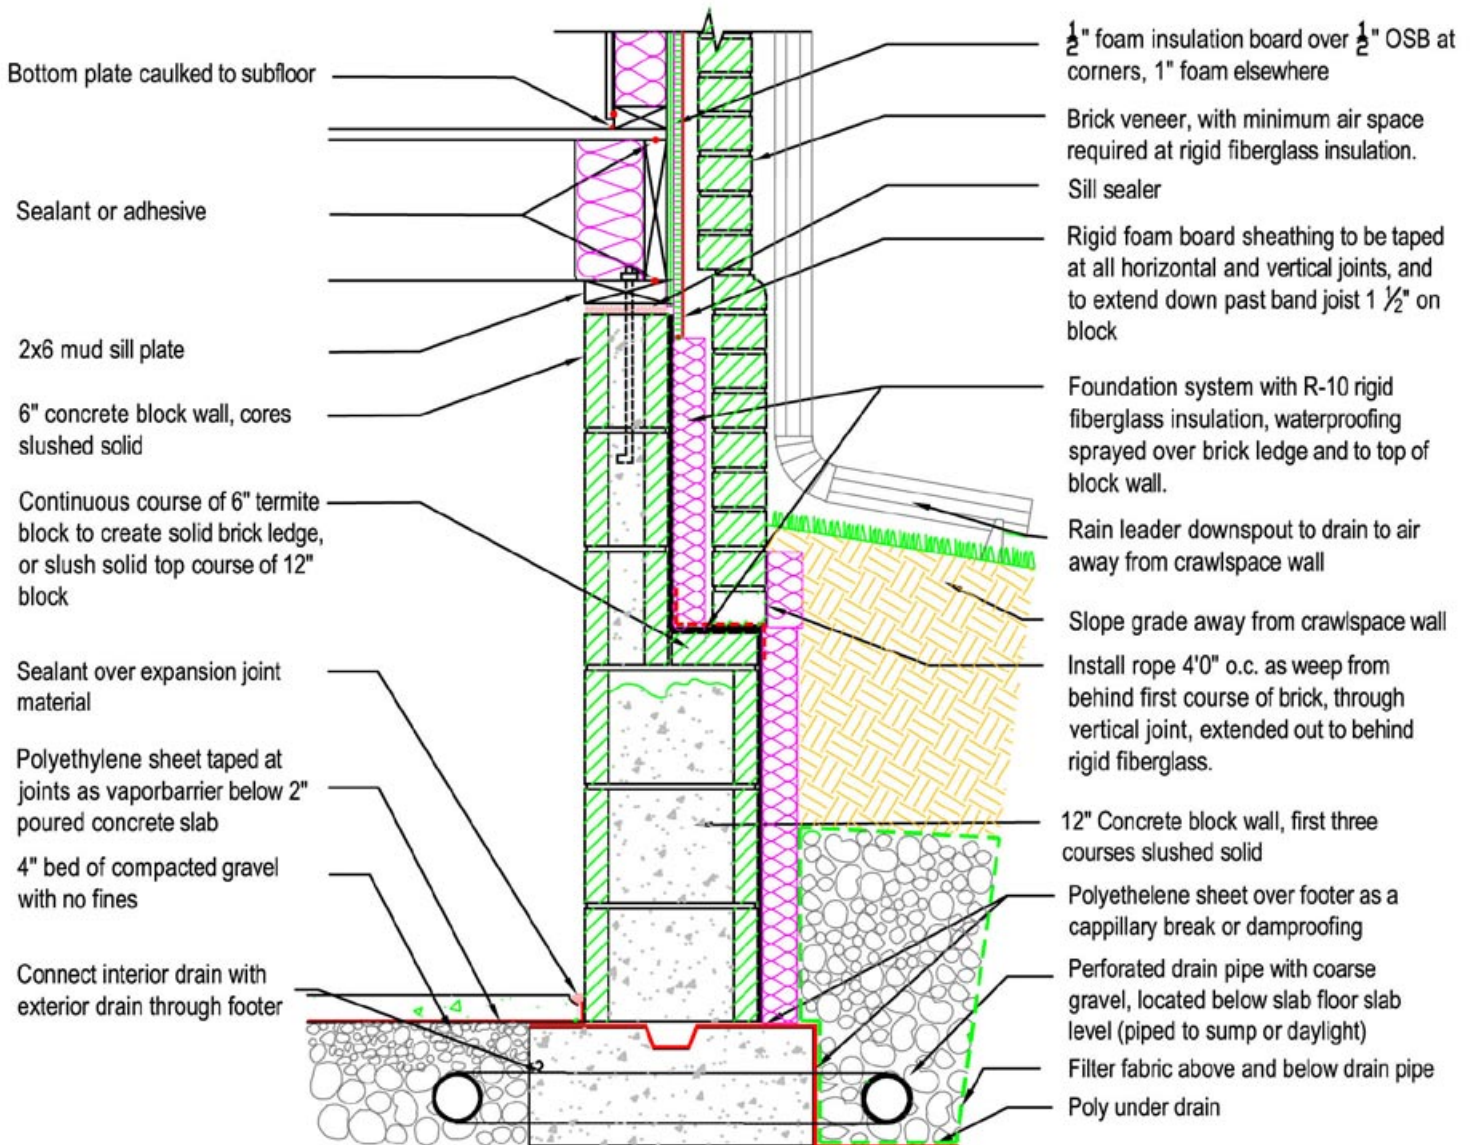 Bottom plate caulked to subfloor
Sealant or adhesive
2x6 mud sill plate
6" concrete block wall, cores
slushed solid
Continuous course of 6" termite
block to create solid brick ledge,
or slush solid top course of 12"
block
Sealant over expansion joint
material
Polyethylene sheet taped at
joints as vaporbarrier below 2"
poured concrete slab
4" bed of compacted gravel
with no fines
Connect interior drain with
exterior drain through footer
½" foam insulation board over ½" OSB at
corners, 1" foam elsewhere
Brick veneer, with minimum air space
required at rigid fiberglass insulation.
Sill sealer
Rigid foam board sheathing to be taped
at all horizontal and vertical joints, and
to extend down past band joist 1 ½" on
block
Foundation system with R-10 rigid
fiberglass insulation, waterproofing
sprayed over brick ledge and to top of
block wall.
Rain leader downspout to drain to air
away from crawlspace wall
Slope grade away from crawlspace wall
Install rope 4'0" o.c. as weep from
behind first course of brick, through
vertical joint, extended out to behind
rigid fiberglass.
12" Concrete block wall, first three
courses slushed solid
Polyethelene sheet over footer as a
cappillary break or damproofing
Perforated drain pipe with coarse
gravel, located below slab floor slab
level (piped to sump or daylight)
Filter fabric above and below drain pipe
Poly under drain